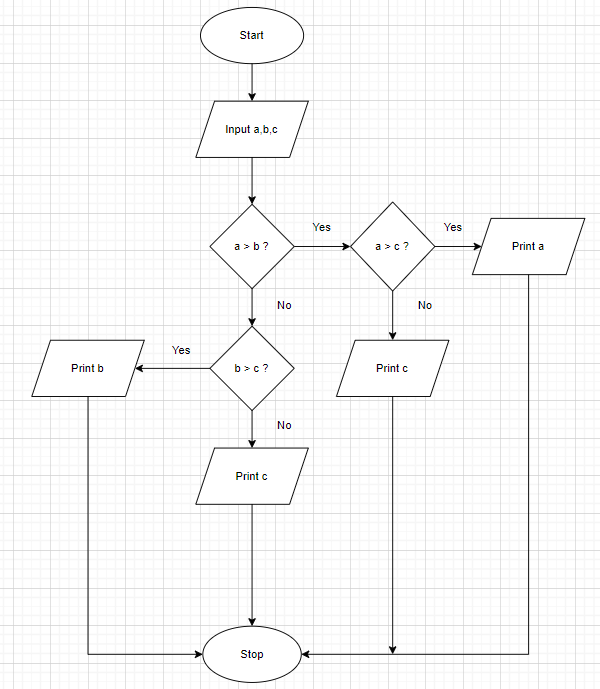 Start
Input a,b,c
Yes
Yes
a > b ?
a > c ?
Print a
No
No
Yes
Print b
b > c ?
Print c
No
Print c
Stop